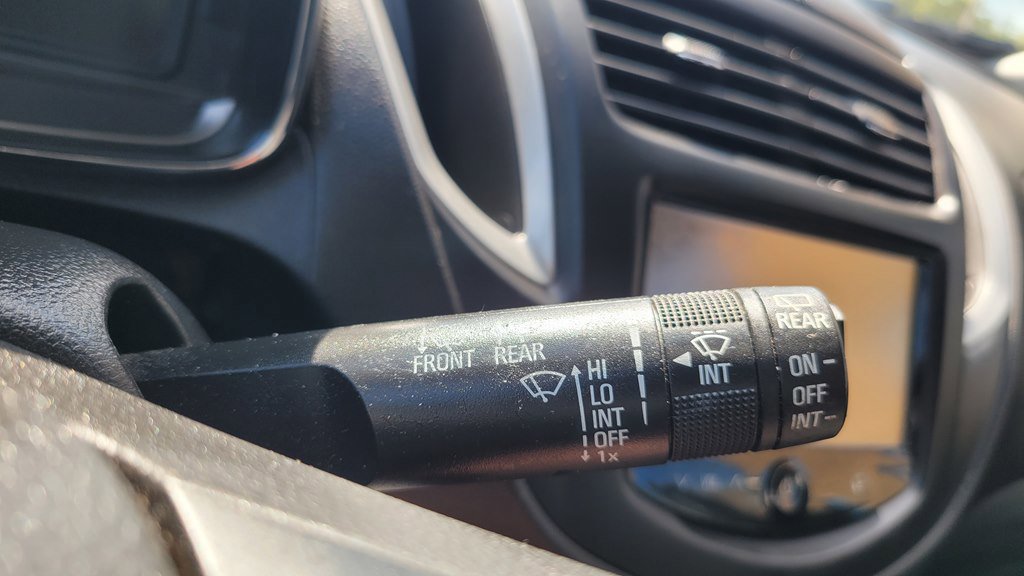 FRONT REAR
HI
LO
INT
OFF
1x
INT
REAR
ON
OFF
INT